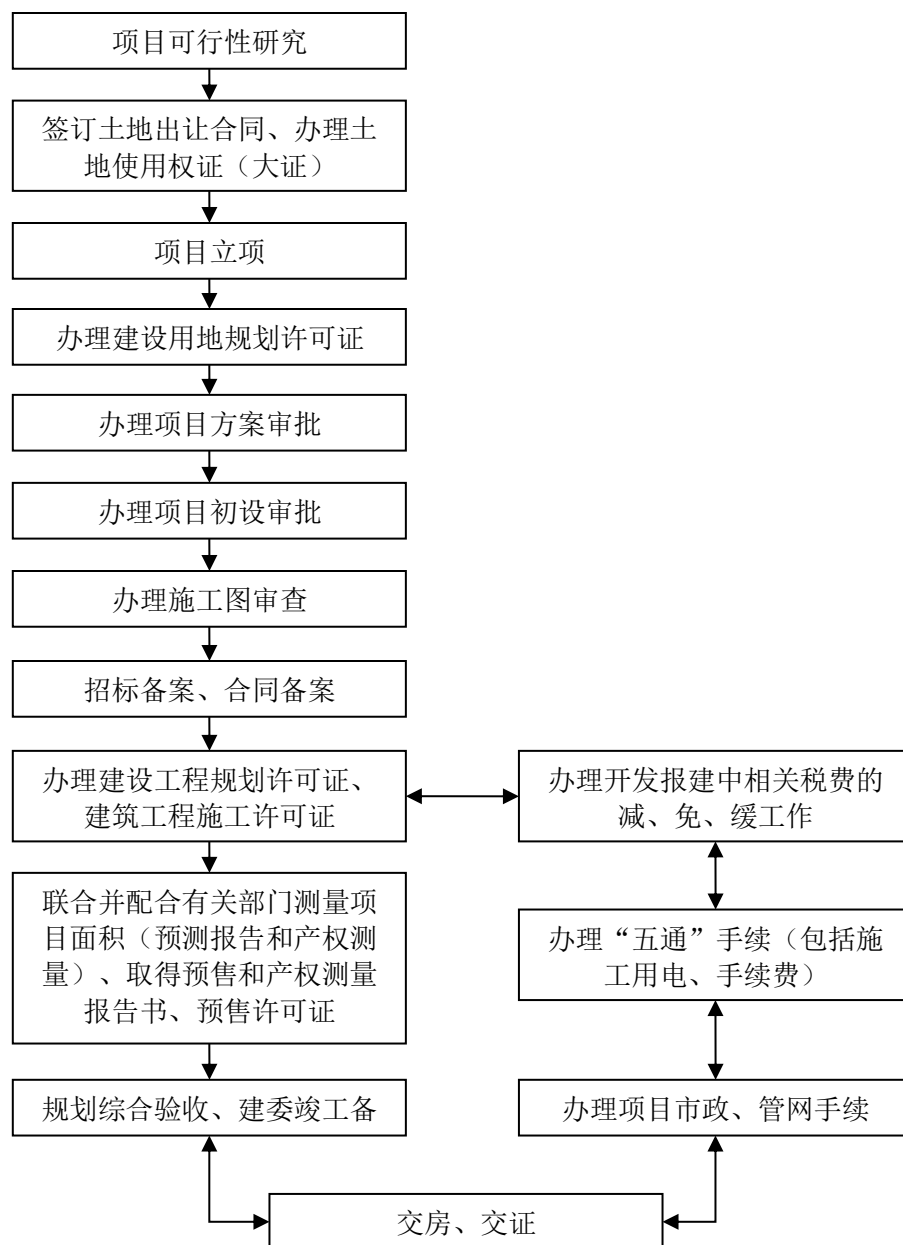 项目可行性研究
签订土地出让合同、办理土
地使用权证（大证）
项目立项
办理建设用地规划许可证
办理项目方案审批
办理项目初设审批
办理施工图审查
招标备案、合同备案
办理建设工程规划许可证、
建筑工程施工许可证
办理开发报建中相关税费的
减、免、缓工作
联合并配合有关部门测量项
目面积（预测报告和产权测
量）、取得预售和产权测量
报告书、预售许可证
办理“五通”手续（包括施
工用电、手续费）
规划综合验收、建委竣工备
办理项目市政、管网手续
交房、交证